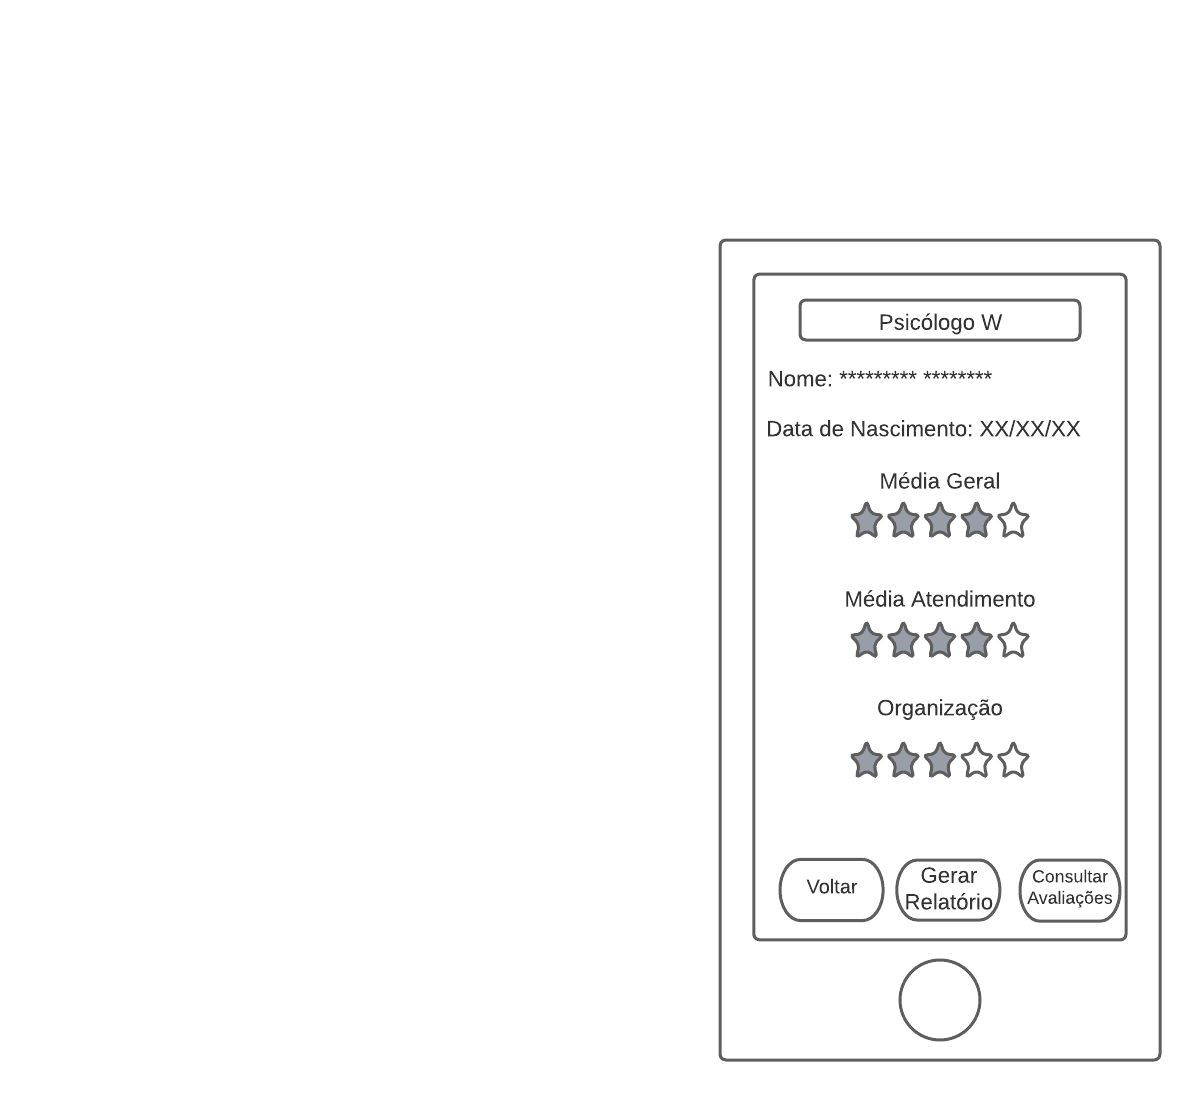 Psicólogo W
Nome: ********* ********
Data de Nascimento: XX/XX/XX
Média Geral
Média Atendimento
Organização
Voltar
Gerar
Relatório
Consultar
Avaliações